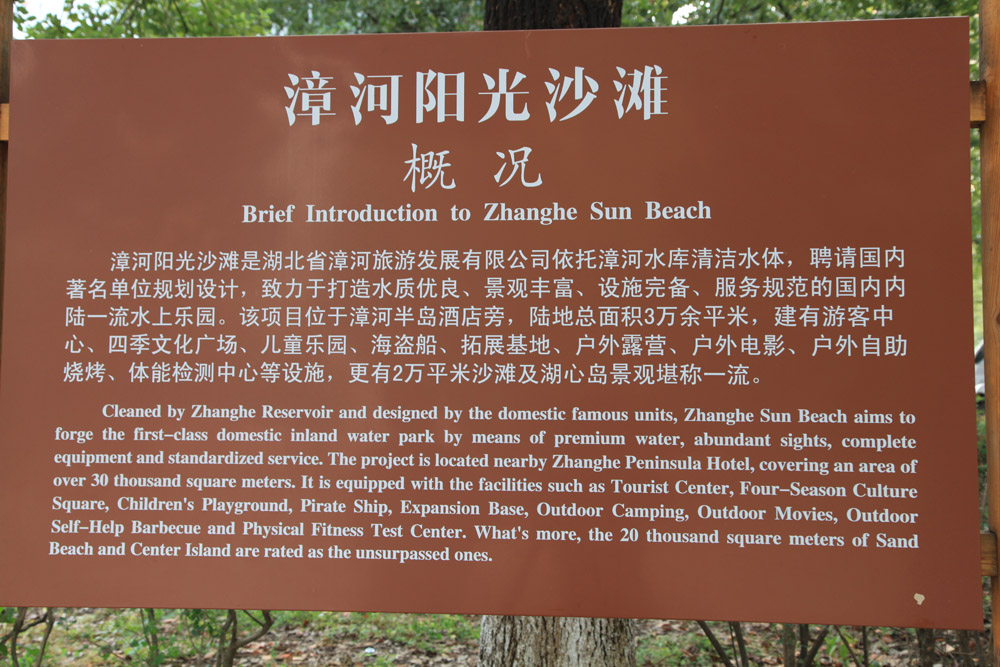 漳河阳光沙滩
概况
Brief Introduction to Zhanghe Sun Beach
漳河阳光沙滩是湖北省漳河旅游发展有限公司依托漳河水库清洁水体，聘请国内
著名单位规划设计，致力于打造水质优良、景观丰富、设施完备、服务规范的国内内
陆一流水上乐园。该项目位于漳河半岛酒店旁，陆地总面积3万余平米，建有游客中
心、四季文化广场、儿童乐园、海盗船、拓展基地、户外露营、户外电影、户外自助
烧烤、体能检测中心等设施，更有2万平米沙滩及湖心岛景观堪称一流。
Cleaned by Zhanghe Reservoir and designed by the domestic famous units, Zhanghe Sun Beach aims to
forge the first-class domestic inland water park by means of premium water, abundant sights, complete
equipment and standardized service. The project is located nearby Zhanghe Peninsula Hotel, covering an area of
over 30 thousand square meters. It is equipped with the facilities such as Tourist Center, Four-Season Culture
Square, Children's Playground, Pirate Ship, Expansion Base, Outdoor Camping, Outdoor Movies, Outdoor
Self-Help Barbecue and Physical Fitness Test Center. What's more, the 20 thousand square meters of Sand
Beach and Center Island are rated as the unsurpassed ones.